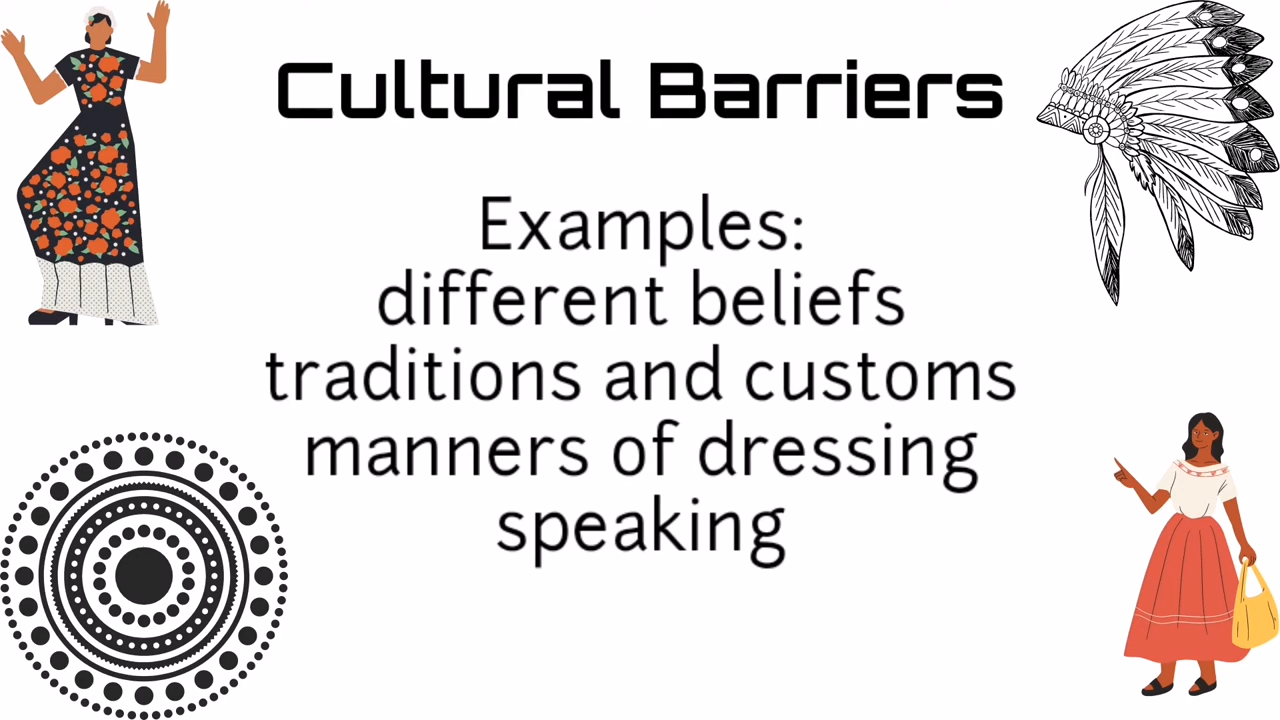 Cultural Barriers
Examples:
different beliefs
traditions and customs
manners of dressing
speaking